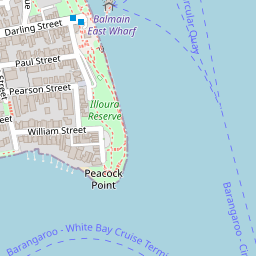 Balmain
East Wharf
Darling Street
Paul Street
Pearson Street
Illoura
Reserve
William Street
Peacock
Point
Circular Quay
Barangaroo
Barangaroo - White Bay Cruise Term